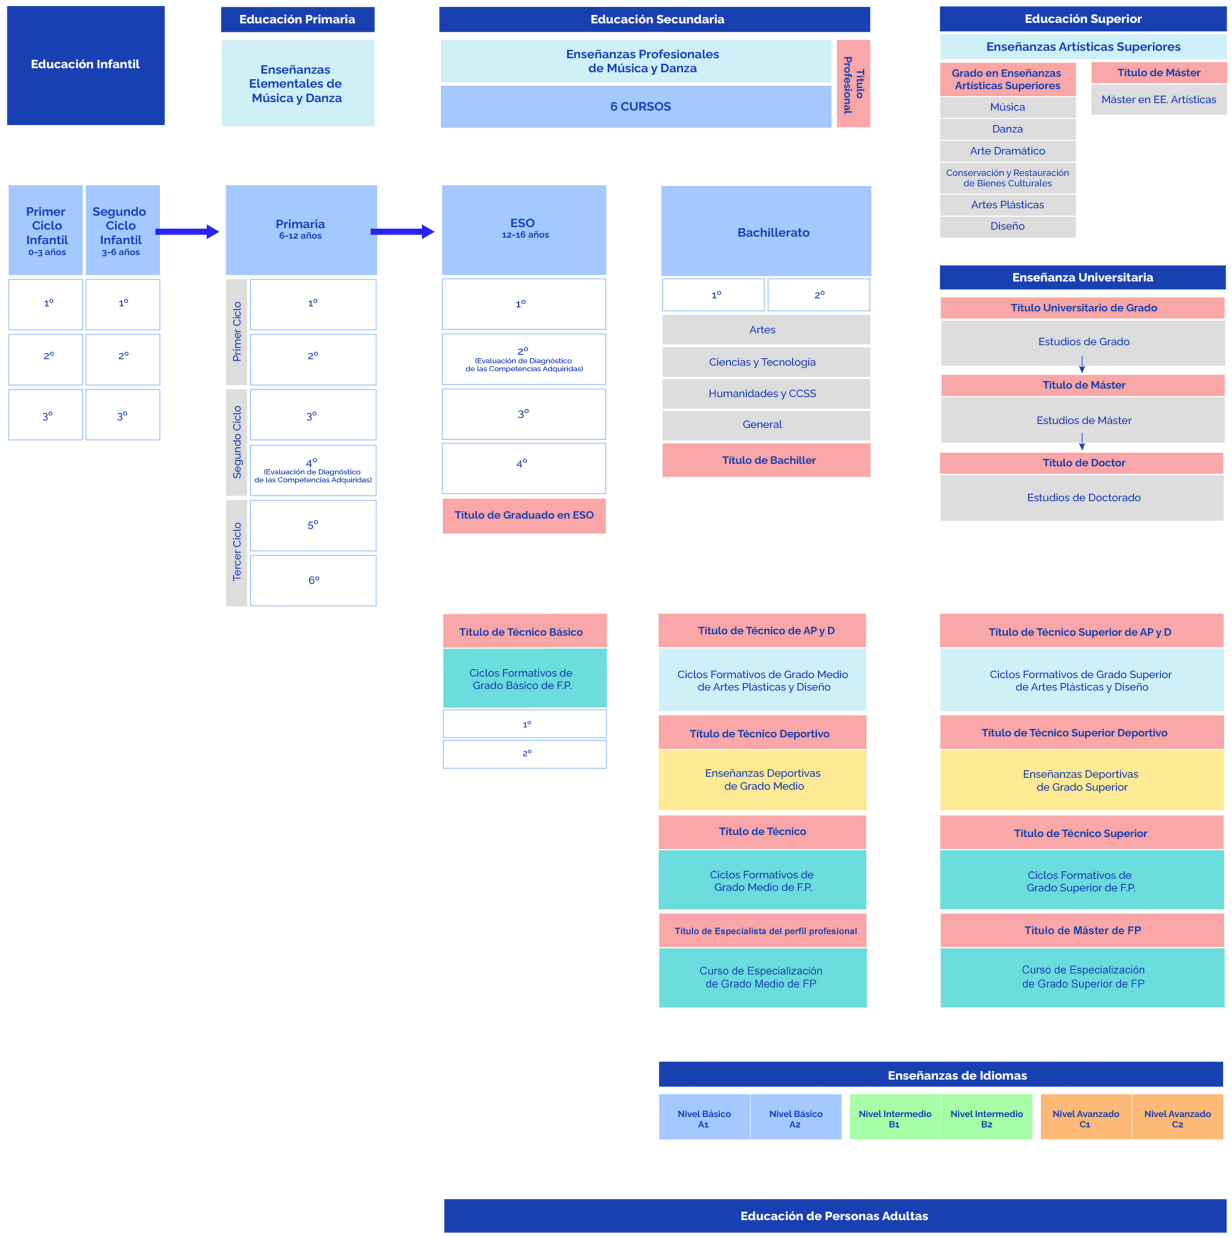 Educación Infantil
Educación Primaria
Enseñanzas
Elementales de
Música y Danza
Educación Secundaria
Enseñanzas Profesionales
de Música y Danza
6 CURSOS
Título
Profesional
Educación Superior
Enseñanzas Artísticas Superiores
Grado en Enseñanzas
Artísticas Superiores
Música
Danza
Arte Dramático
Conservación y Restauración
de Bienes Culturales
Artes Plásticas
Diseño
Título de Máster
Máster en EE. Artísticas
Primer
Ciclo
Infantil
0-3 años
1º
2º
3º
Segundo
Ciclo
Infantil
3-6 años
1º
2º
3º
Primaria
6-12 años
Primer Ciclo
1º
2º
Segundo Ciclo
3º
4º
(Evaluación de Diagnóstico
de las Competencias Adquiridas)
Tercer Ciclo
5º
6º
ESO
12-16 años
1º
2º
(Evaluación de Diagnóstico
de las Competencias Adquiridas)
3º
4º
Título de Graduado en ESO
Bachillerato
1º
2º
Artes
Ciencias y Tecnología
Humanidades y CCSS
General
Título de Bachiller
Enseñanza Universitaria
Título Universitario de Grado
Estudios de Grado
Título de Máster
Estudios de Máster
Título de Doctor
Estudios de Doctorado
Título de Técnico Básico
Ciclos Formativos de
Grado Básico de F.P.
1º
2º
Título de Técnico de AP y D
Ciclos Formativos de Grado Medio
de Artes Plásticas y Diseño
Título de Técnico Deportivo
Enseñanzas Deportivas
de Grado Medio
Título de Técnico
Ciclos Formativos de
Grado Medio de F.P.
Título de Especialista del perfil profesional
Curso de Especialización
de Grado Medio de FP
Título de Técnico Superior de AP y D
Ciclos Formativos de Grado Superior
de Artes Plásticas y Diseño
Título de Técnico Superior Deportivo
Enseñanzas Deportivas
de Grado Superior
Título de Técnico Superior
Ciclos Formativos de
Grado Superior de F.P.
Título de Máster de FP
Curso de Especialización
de Grado Superior de FP
Enseñanzas de Idiomas
Nivel Básico
A1
Nivel Básico
A2
Nivel Intermedio
B1
Nivel Intermedio
B2
Nivel Avanzado
C1
Nivel Avanzado
C2
Educación de Personas Adultas